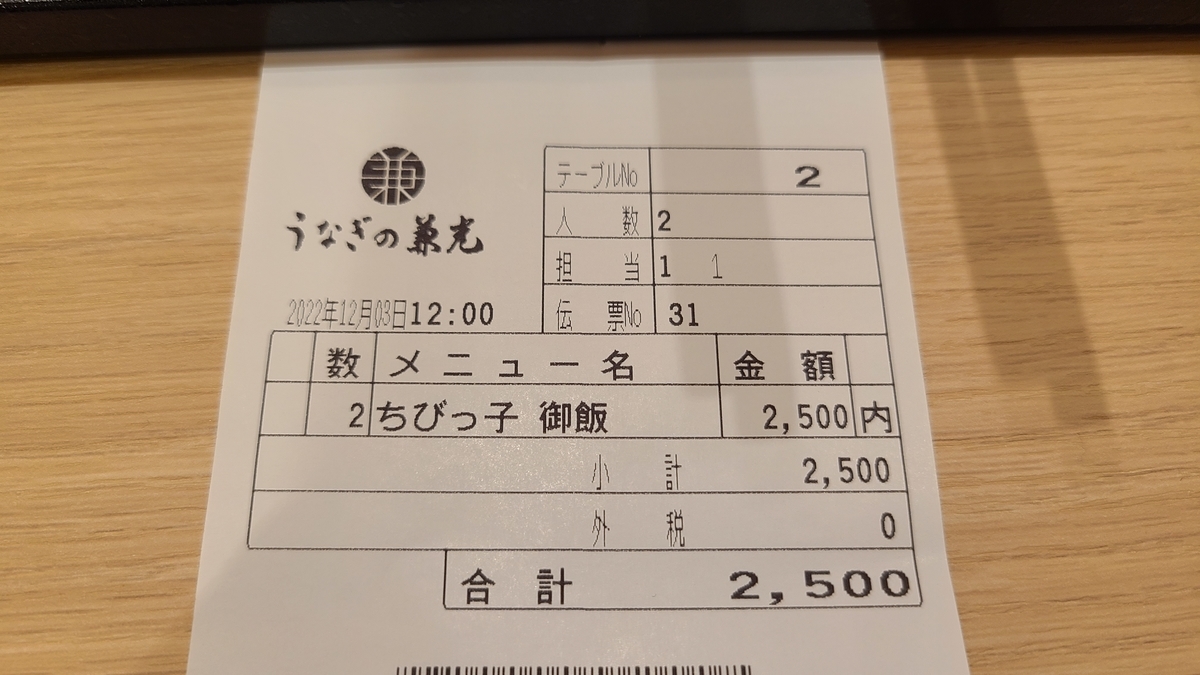 兼
うなぎの兼光
テーブルNo 2
人数 2
担当 1 1
伝票No 31
2022年12月03日12:00
数 メニュー名 金額
2 ちびっ子 御飯 2,500 内
小計 2,500
外税 0
合計 2,500